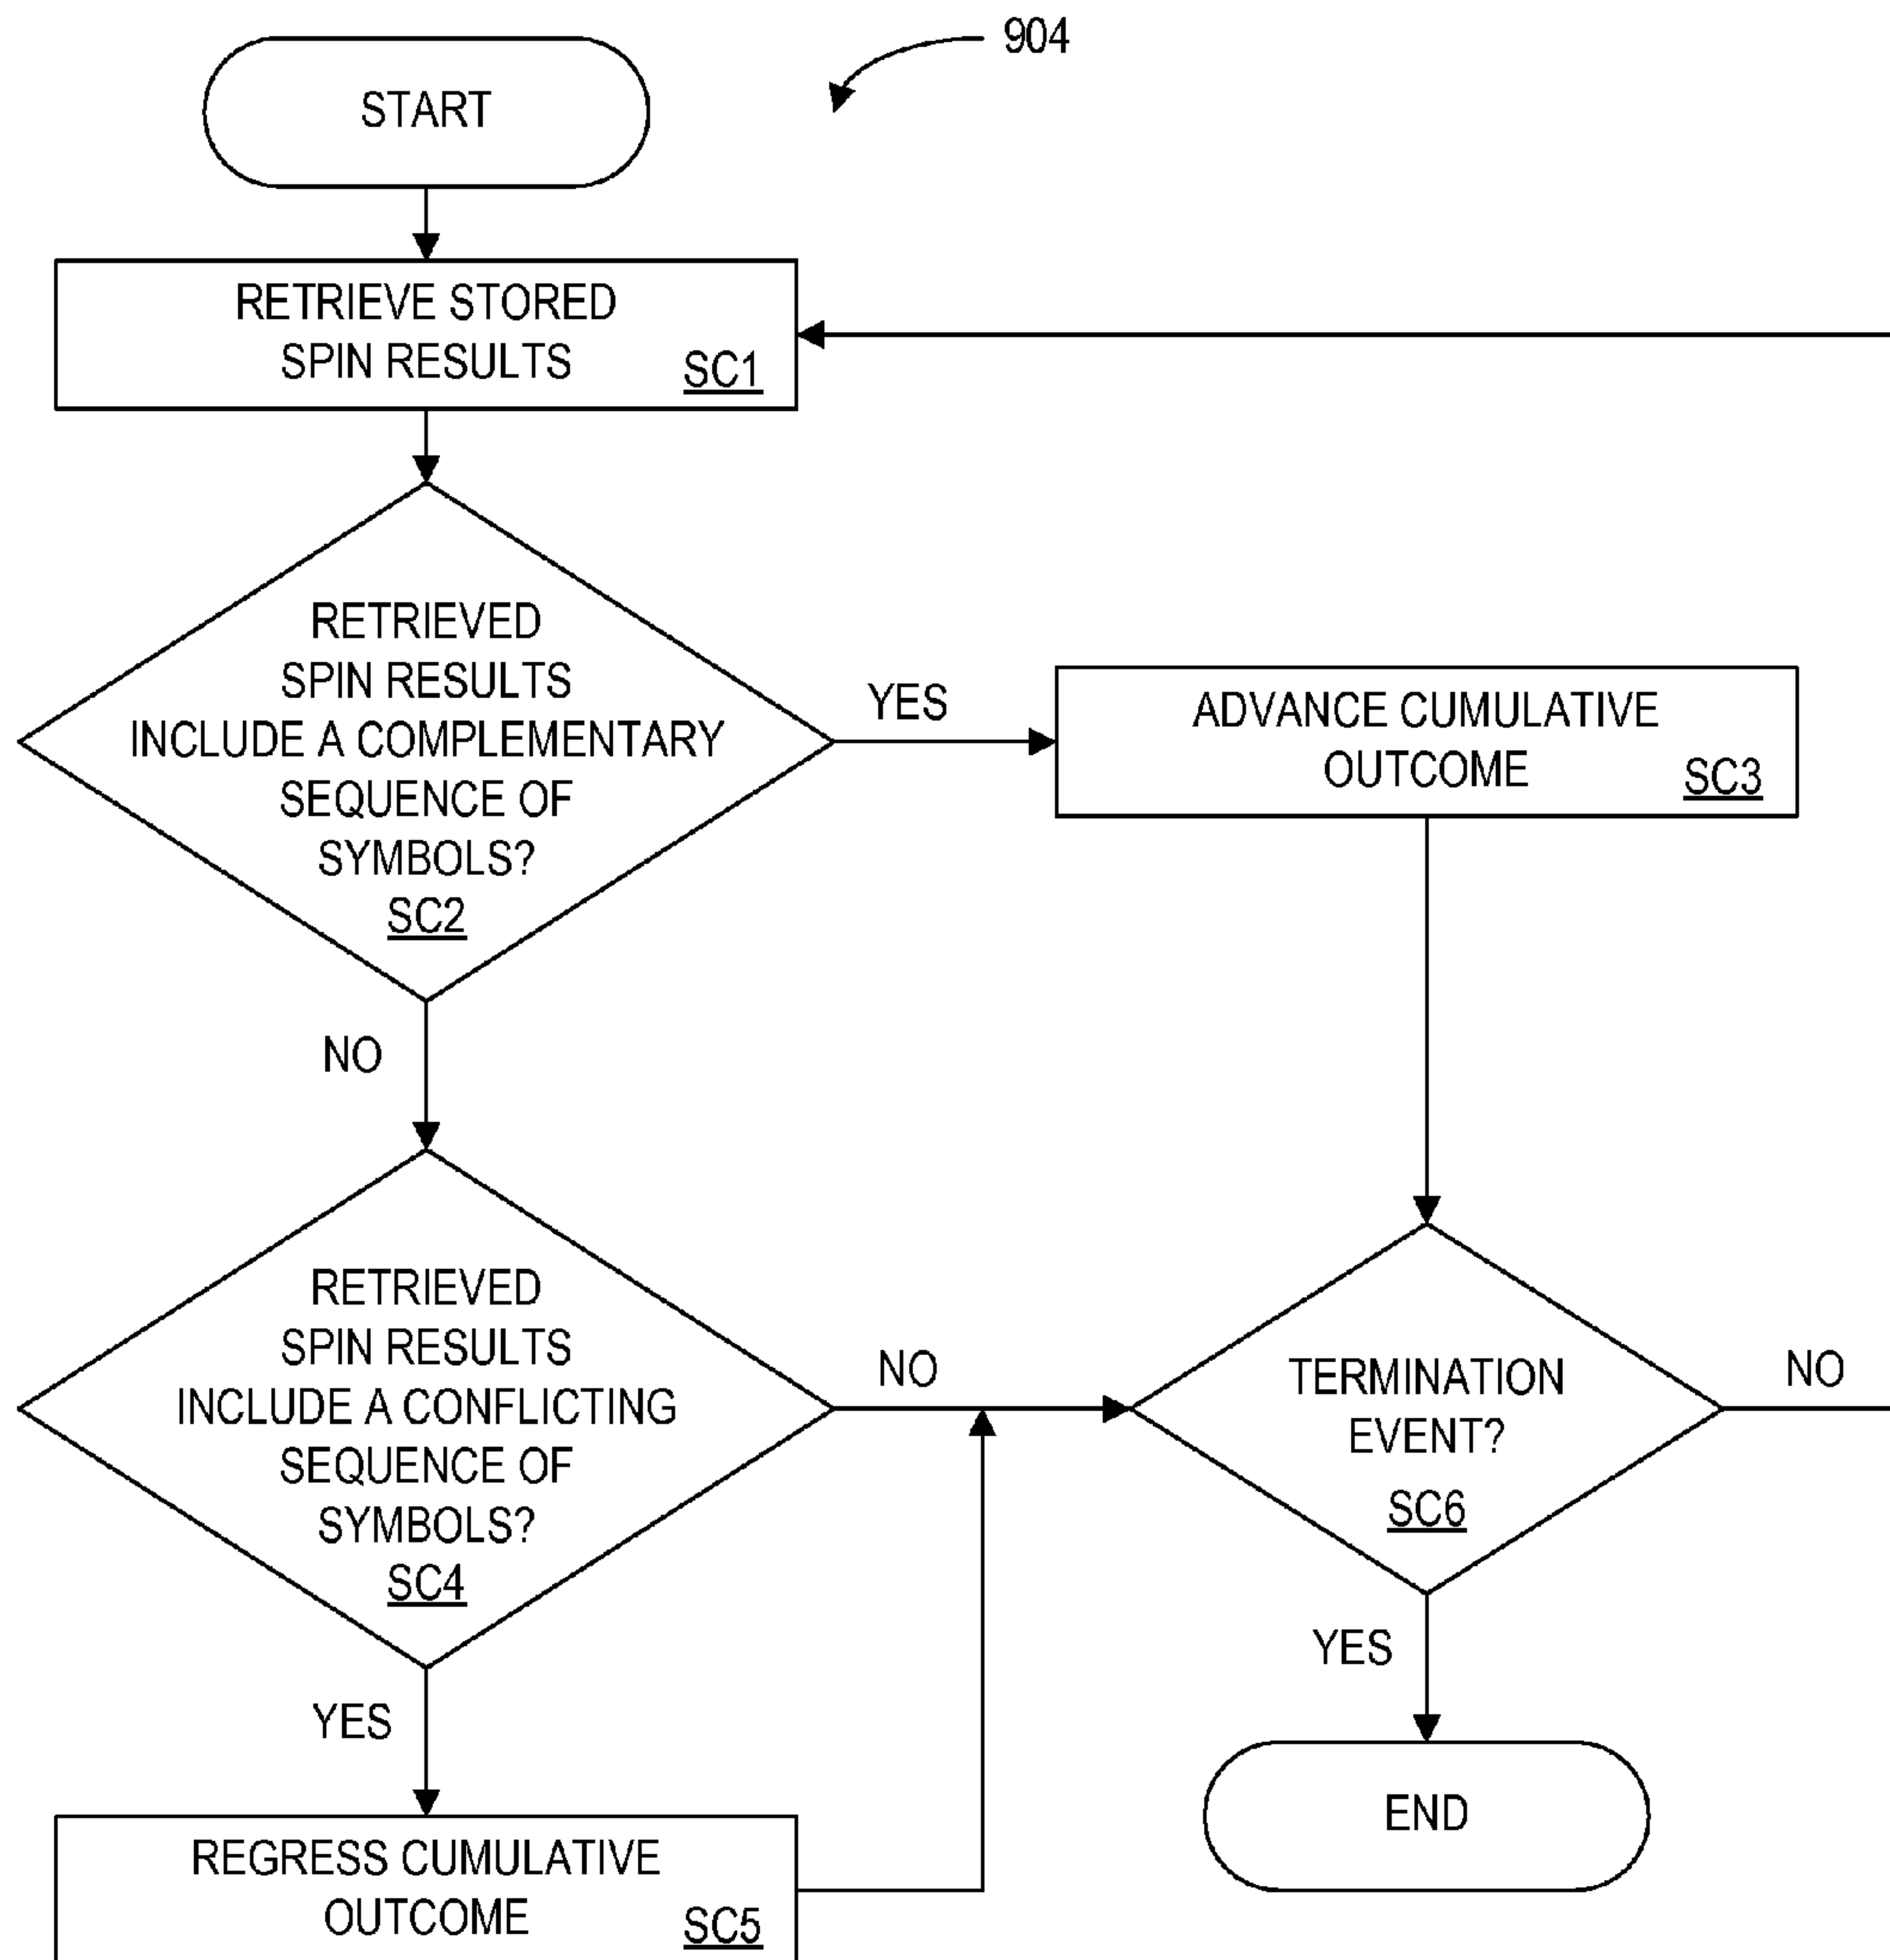 904
START
RETRIEVE STORED
SPIN RESULTS
SC1
RETRIEVED
SPIN RESULTS
INCLUDE A COMPLEMENTARY
SEQUENCE OF
SYMBOLS?
SC2
YES
ADVANCE CUMULATIVE
OUTCOME
SC3
NO
RETRIEVED
SPIN RESULTS
INCLUDE A CONFLICTING
SEQUENCE OF
SYMBOLS?
SC4
NO
TERMINATION
EVENT?
SC6
NO
YES
YES
REGRESS CUMULATIVE
OUTCOME
SC5
END